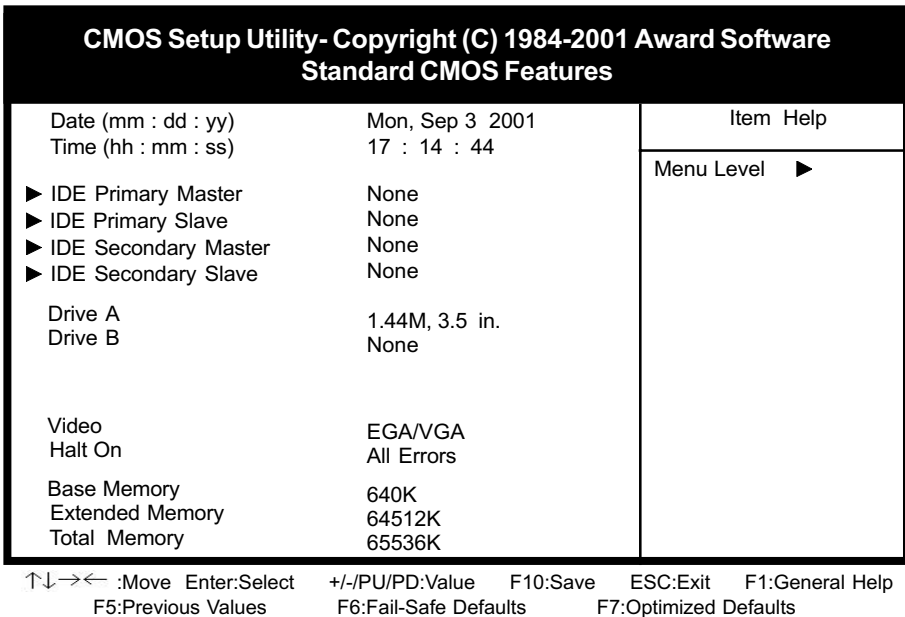 CMOS Setup Utility- Copyright (C) 1984-2001 Award Software
Standard CMOS Features
Date (mm : dd : yy) Mon, Sep 3 2001
Time (hh : mm : ss) 17 : 14 : 44
▶ IDE Primary Master None
▶ IDE Primary Slave None
▶ IDE Secondary Master None
▶ IDE Secondary Slave None
Drive A 1.44M, 3.5 in.
Drive B None
Video EGA/VGA
Halt On All Errors
Base Memory 640K
Extended Memory 64512K
Total Memory 65536K
Item Help
Menu Level ▶
↑↓→← :Move Enter:Select +/-/PU/PD:Value F10:Save ESC:Exit F1:General Help
F5:Previous Values F6:Fail-Safe Defaults F7:Optimized Defaults